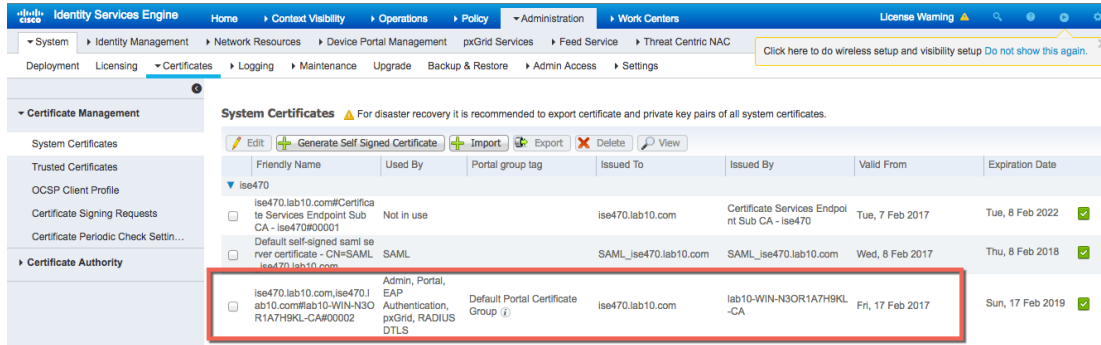 cisco Identity Services Engine Home Context Visibility Operations Policy Administration Work Centers License Warning
System Identity Management Network Resources Device Portal Management pxGrid Services Feed Service Threat Centric NAC
Click here to do wireless setup and visibility setup Do not show this again.
Deployment Licensing Certificates Logging Maintenance Upgrade Backup & Restore Admin Access Settings
Certificate Management
System Certificates
Trusted Certificates
OCSP Client Profile
Certificate Signing Requests
Certificate Periodic Check Settin...
Certificate Authority
System Certificates For disaster recovery it is recommended to export certificate and private key pairs of all system certificates.
Edit Generate Self Signed Certificate Import Export Delete View
Friendly Name Used By Portal group tag Issued To Issued By Valid From Expiration Date
ise470
ise470.lab10.com#Certifica
te Services Endpoint Sub
CA - ise470#00001
Not in use
ise470.lab10.com
Certificate Services Endpoi
nt Sub CA - ise470
Tue, 7 Feb 2017
Tue, 8 Feb 2022
Default self-signed saml se
rver certificate - CN=SAML
_ise470.lab10.com
SAML
SAML_ise470.lab10.com
SAML_ise470.lab10.com
Wed, 8 Feb 2017
Thu, 8 Feb 2018
ise470.lab10.com,ise470.l
ab10.com#lab10-WIN-N3O
R1A7H9KL-CA#00002
Admin, Portal,
EAP
Authentication,
pxGrid, RADIUS
DTLS
Default Portal Certificate
Group
ise470.lab10.com
lab10-WIN-N3OR1A7H9KL
-CA
Fri, 17 Feb 2017
Sun, 17 Feb 2019